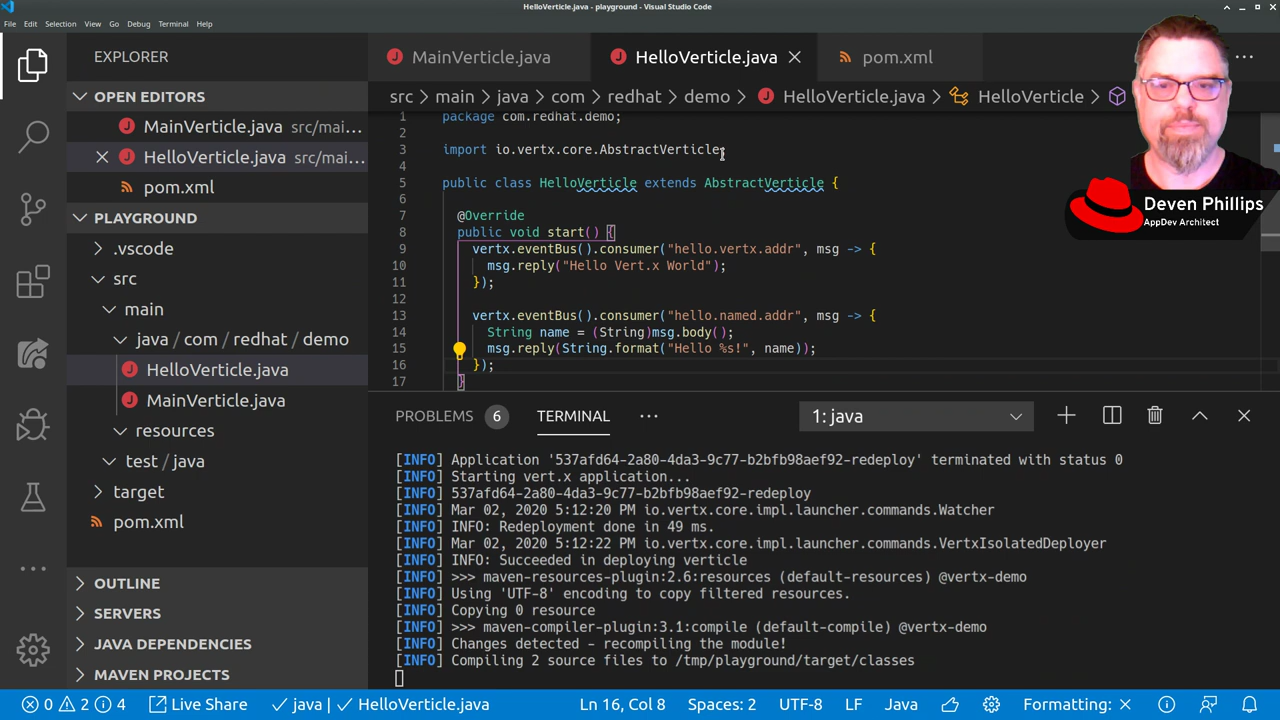 HelloVerticle.java - playground - Visual Studio Code
File Edit Selection View Go Debug Terminal Help
EXPLORER
OPEN EDITORS
MainVerticle.java src/mai...
HelloVerticle.java src/mai...
pom.xml
PLAYGROUND
.vscode
src
main
java / com / redhat / demo
HelloVerticle.java
MainVerticle.java
resources
test / java
target
pom.xml
OUTLINE
SERVERS
JAVA DEPENDENCIES
MAVEN PROJECTS
MainVerticle.java HelloVerticle.java pom.xml
src > main > java > com > redhat > demo > HelloVerticle.java > HelloVerticle >
1 package com.redhat.demo;
2
3 import io.vertx.core.AbstractVerticle;
4
5 public class HelloVerticle extends AbstractVerticle {
6
7 @Override
8 public void start() {
9 vertx.eventBus().consumer("hello.vertx.addr", msg -> {
10 msg.reply("Hello Vert.x World");
11 });
12
13 vertx.eventBus().consumer("hello.named.addr", msg -> {
14 String name = (String)msg.body();
15 msg.reply(String.format("Hello %s!", name));
16 });
17 }
Deven Phillips
AppDev Architect
PROBLEMS 6 TERMINAL ... 1: java
[INFO] Application '537afd64-2a80-4da3-9c77-b2bfb98aef92-redeploy' terminated with status 0
[INFO] Starting vert.x application...
[INFO] 537afd64-2a80-4da3-9c77-b2bfb98aef92-redeploy
[INFO] Mar 02, 2020 5:12:20 PM io.vertx.core.impl.launcher.commands.Watcher
[INFO] INFO: Redeployment done in 49 ms.
[INFO] Mar 02, 2020 5:12:22 PM io.vertx.core.impl.launcher.commands.VertxIsolatedDeployer
[INFO] INFO: Succeeded in deploying verticle
[INFO] >>> maven-resources-plugin:2.6:resources (default-resources) @vertx-demo
[INFO] Using 'UTF-8' encoding to copy filtered resources.
[INFO] Copying 0 resource
[INFO] >>> maven-compiler-plugin:3.1:compile (default-compile) @vertx-demo
[INFO] Changes detected - recompiling the module!
[INFO] Compiling 2 source files to /tmp/playground/target/classes
0 2 4 Live Share java | HelloVerticle.java Ln 16, Col 8 Spaces: 2 UTF-8 LF Java Formatting: ×